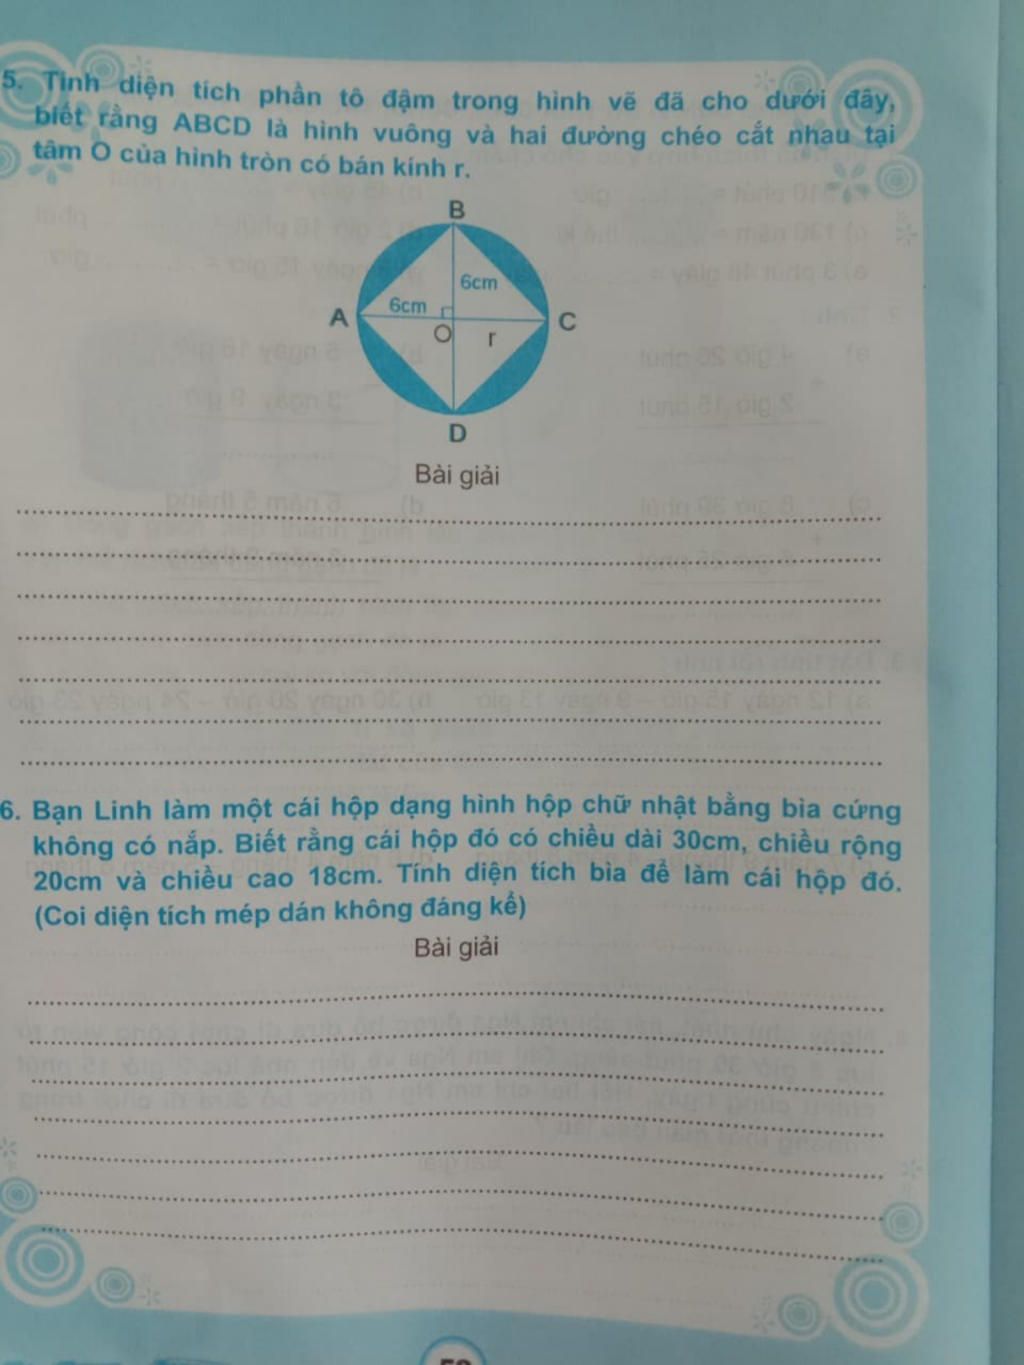 5. Tính diện tích phần tô đậm trong hình vẽ đã cho dưới đây,
biết rằng ABCD là hình vuông và hai đường chéo cắt nhau tại
tâm O của hình tròn có bán kính r.
B
6cm
A
6cm
C
O
r
D
Bài giải
6. Bạn Linh làm một cái hộp dạng hình hộp chữ nhật bằng bìa cứng
không có nắp. Biết rằng cái hộp đó có chiều dài 30cm, chiều rộng
20cm và chiều cao 18cm. Tính diện tích bìa để làm cái hộp đó.
(Coi diện tích mép dán không đáng kể)
Bài giải